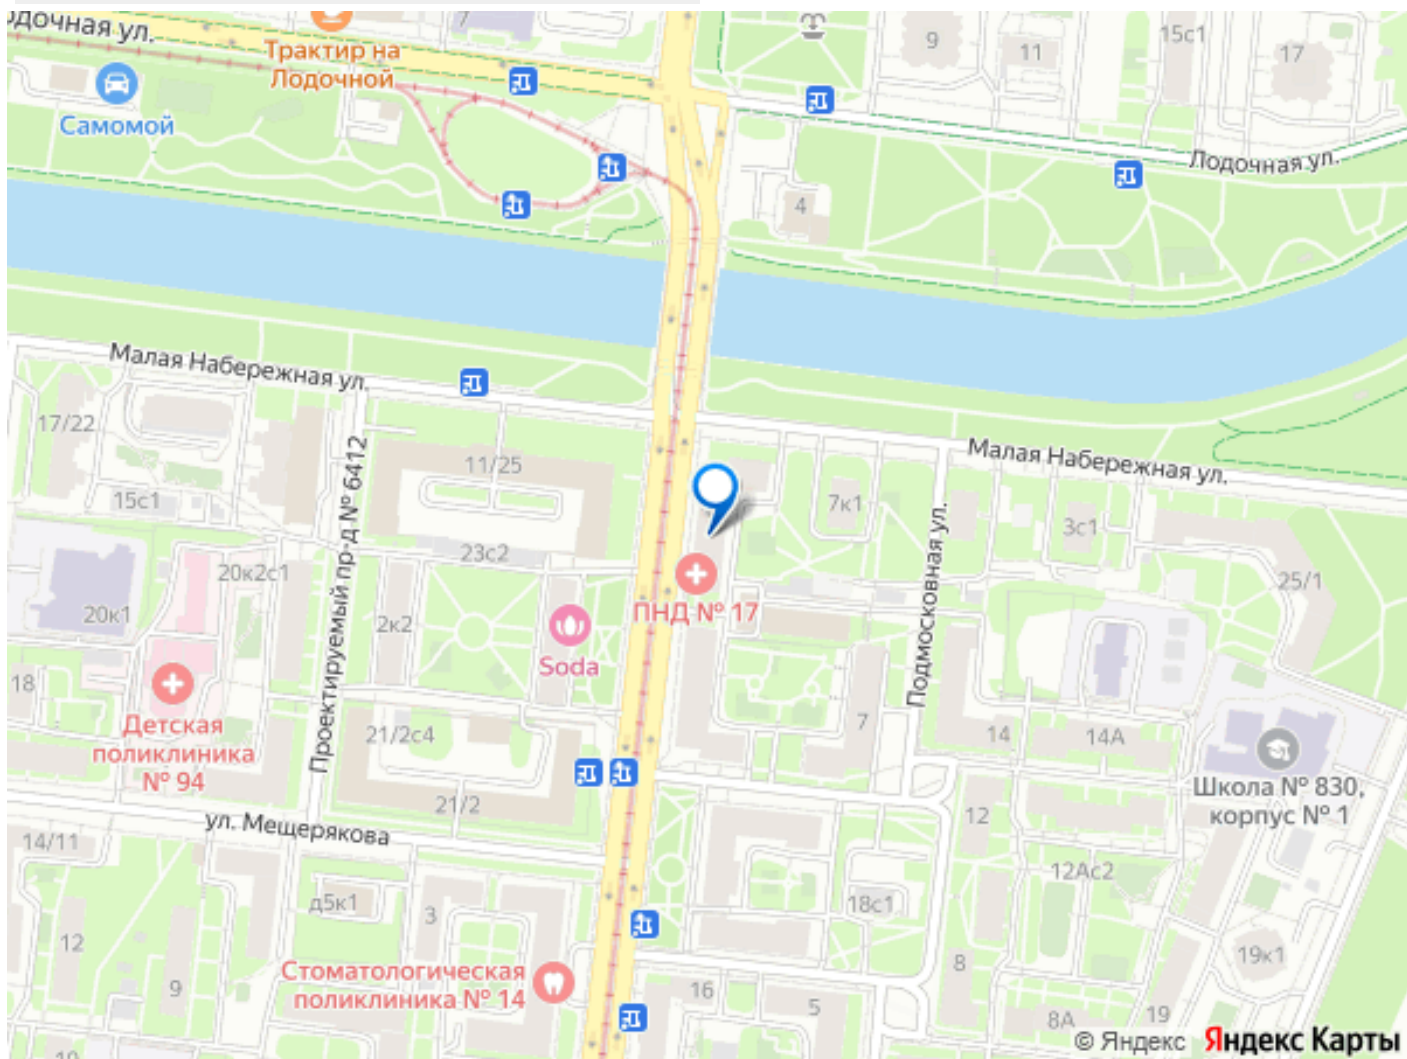 Лодочная ул.
7
Трактир на
Лодочной
Самомой
9
11
15с1
17
Лодочная ул.
4
Малая Набережная ул.
17/22
15с1
11/25
Проектируемый пр-д № 6412
23с2
20к2с1
20к1
2к2
18
Детская
поликлиника
№ 94
21/2с4
21/2
Soda
ПНД № 17
7к1
Малая Набережная ул.
3с1
25/1
Подмосковная ул.
7
14
14А
Школа № 830,
корпус № 1
12
12Ас2
ул. Мещерякова
14/11
д5к1
3
12
9
Стоматологическая
поликлиника № 14
18с1
16
5
8
8А
19
19к1
© Яндекс Яндекс Карты